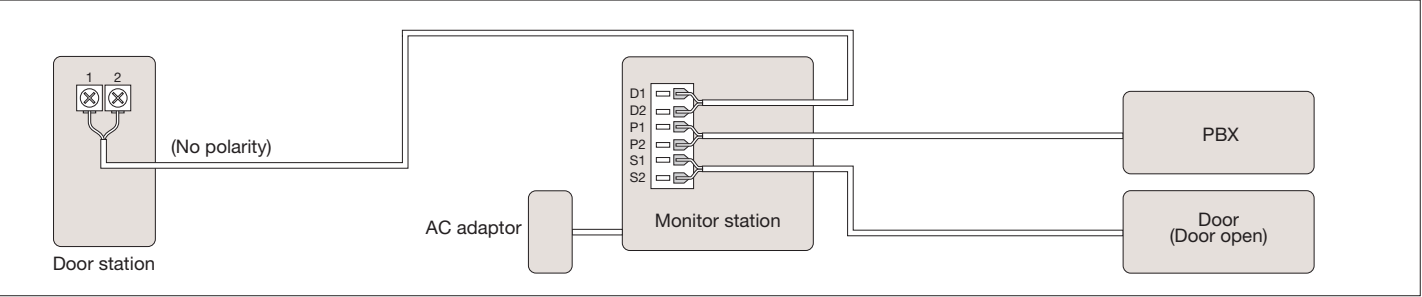 1 2
(No polarity)
Door station
AC adaptor
D1
D2
P1
P2
S1
S2
Monitor station
PBX
Door
(Door open)